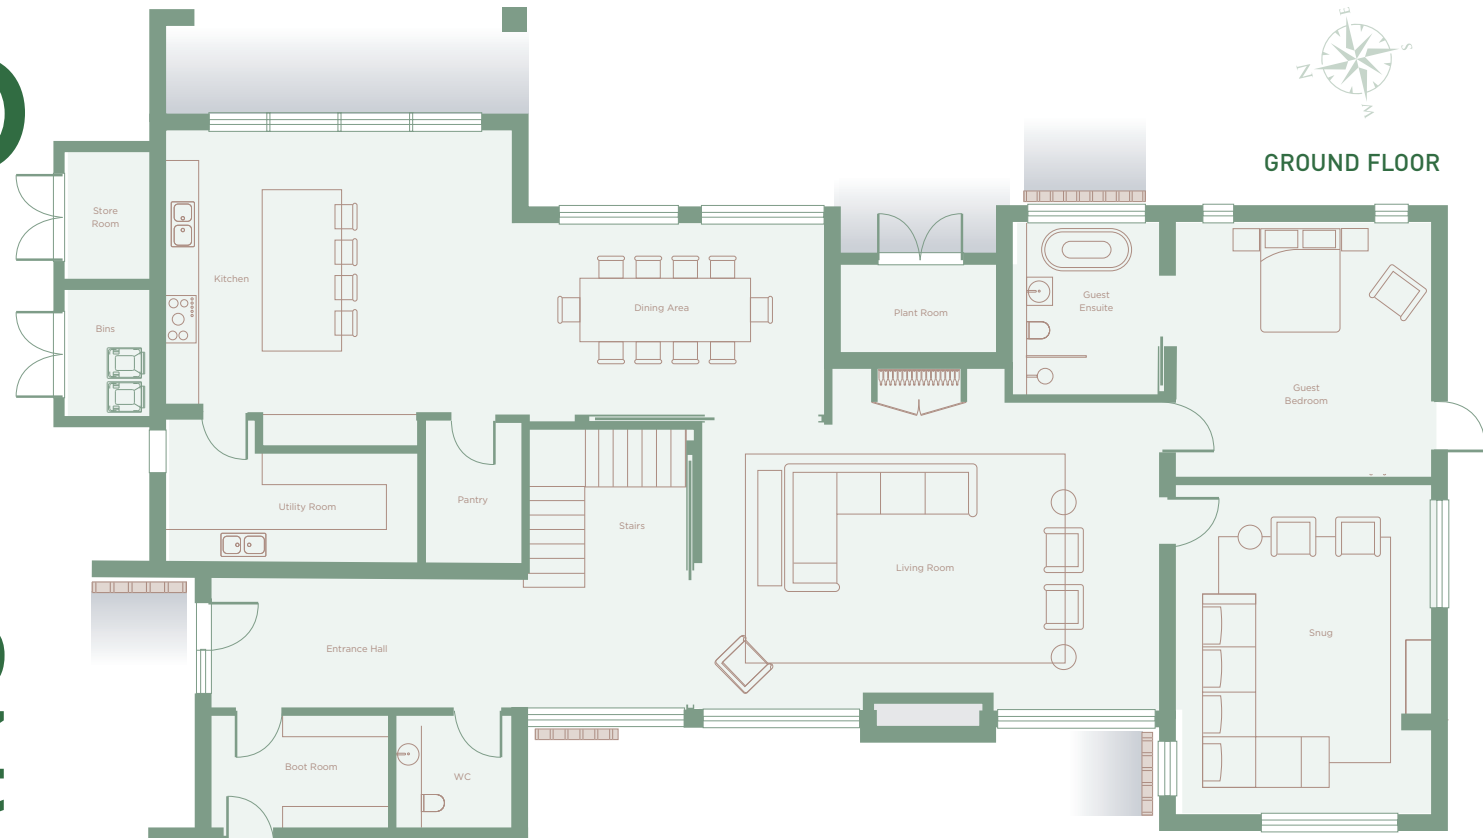 E
S
N
W
GROUND FLOOR
Store
Room
Kitchen
Bins
Dining Area
Plant Room
Guest
Ensuite
Guest
Bedroom
Utility Room
Pantry
Stairs
Living Room
Snug
Entrance Hall
Boot Room
WC